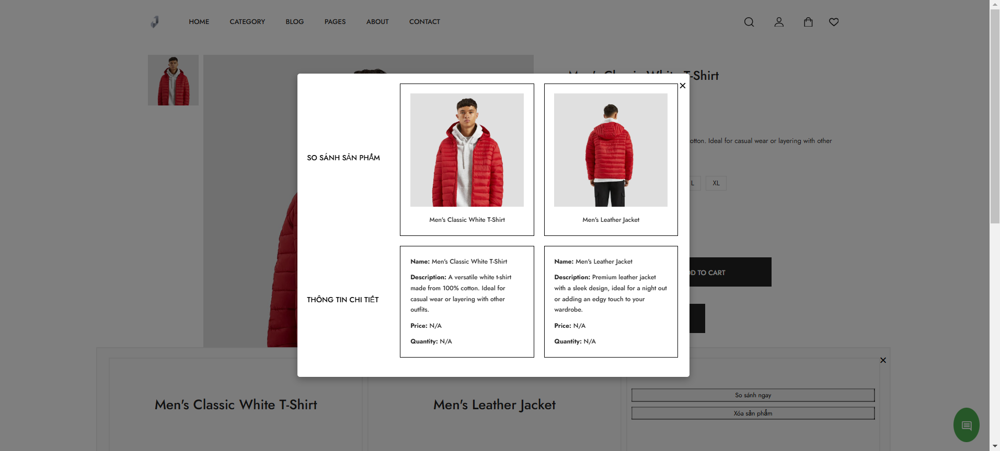 HOME CATEGORY BLOG PAGES ABOUT CONTACT
Men's Classic White T-Shirt
otton. Ideal for casual wear or layering with other
L XL
DD TO CART
SO SÁNH SẢN PHẨM
Men's Classic White T-Shirt
Men's Leather Jacket
THÔNG TIN CHI TIẾT
Name: Men's Classic White T-Shirt
Description: A versatile white t-shirt
made from 100% cotton. Ideal for
casual wear or layering with other
outfits.
Price: N/A
Quantity: N/A
Name: Men's Leather Jacket
Description: Premium leather jacket
with a sleek design, ideal for a night out
or adding an edgy touch to your
wardrobe.
Price: N/A
Quantity: N/A
Men's Classic White T-Shirt
Men's Leather Jacket
So sánh ngay
Xóa sản phẩm